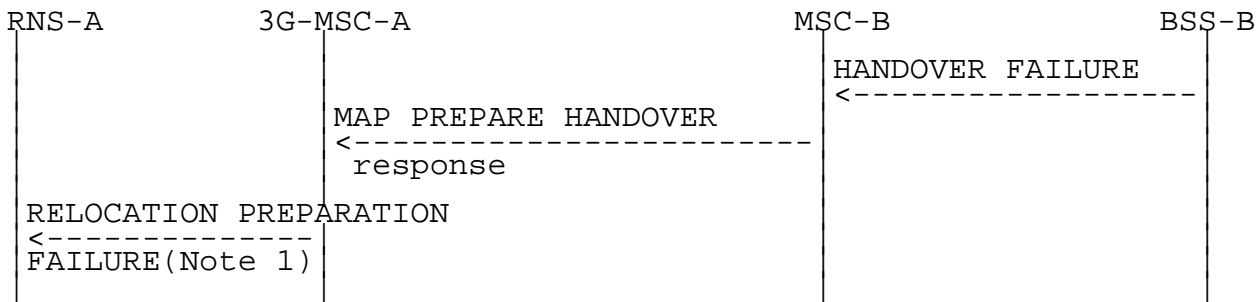 RNS-A 3G-MSC-A MSC-B BSS-B
HANDOVER FAILURE
MAP PREPARE HANDOVER
response
RELOCATION PREPARATION
FAILURE(Note 1)